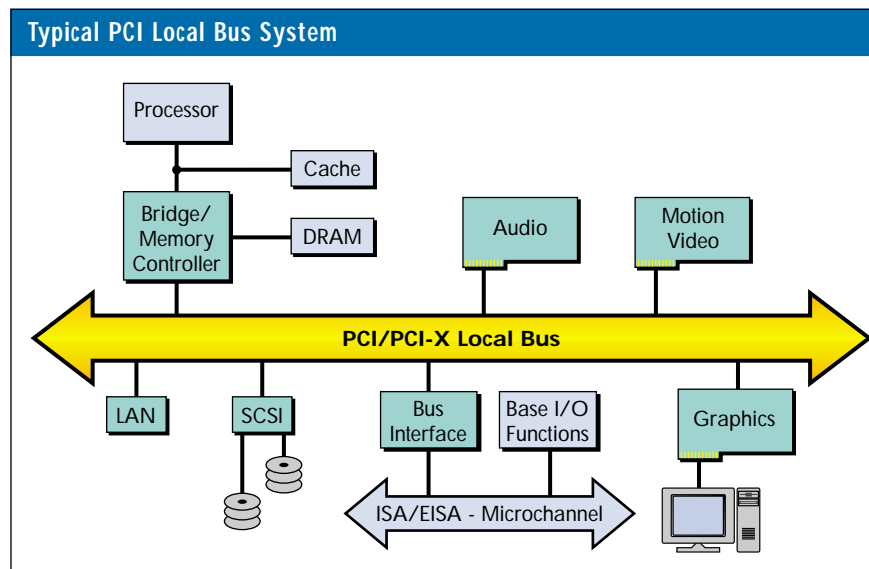 Typical PCI Local Bus System
Processor
Cache
Bridge/
Memory
Controller
DRAM
Audio
Motion
Video
PCI/PCI-X Local Bus
LAN
SCSI
Bus
Interface
Base I/O
Functions
Graphics
ISA/EISA - Microchannel